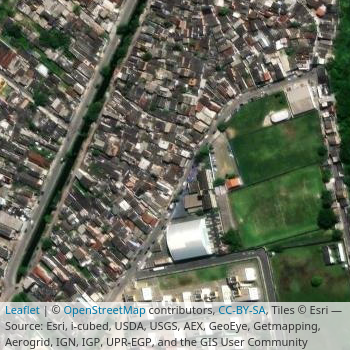 Leaflet | © OpenStreetMap contributors, CC-BY-SA, Tiles © Esri —
Source: Esri, i-cubed, USDA, USGS, AEX, GeoEye, Getmapping,
Aerogrid, IGN, IGP, UPR-EGP, and the GIS User Community